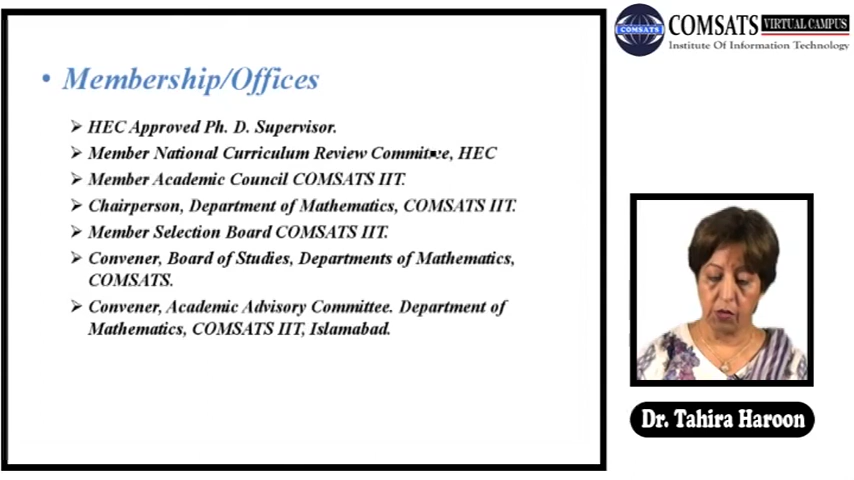 COMSATS VIRTUAL CAMPUS
COMSATS
Institute Of Information Technology
• Membership/Offices
➢ HEC Approved Ph. D. Supervisor.
➢ Member National Curriculum Review Committee, HEC
➢ Member Academic Council COMSATS IIT.
➢ Chairperson, Department of Mathematics, COMSATS IIT.
➢ Member Selection Board COMSATS IIT.
➢ Convener, Board of Studies, Departments of Mathematics,
COMSATS.
➢ Convener, Academic Advisory Committee. Department of
Mathematics, COMSATS IIT, Islamabad.
Dr. Tahira Haroon